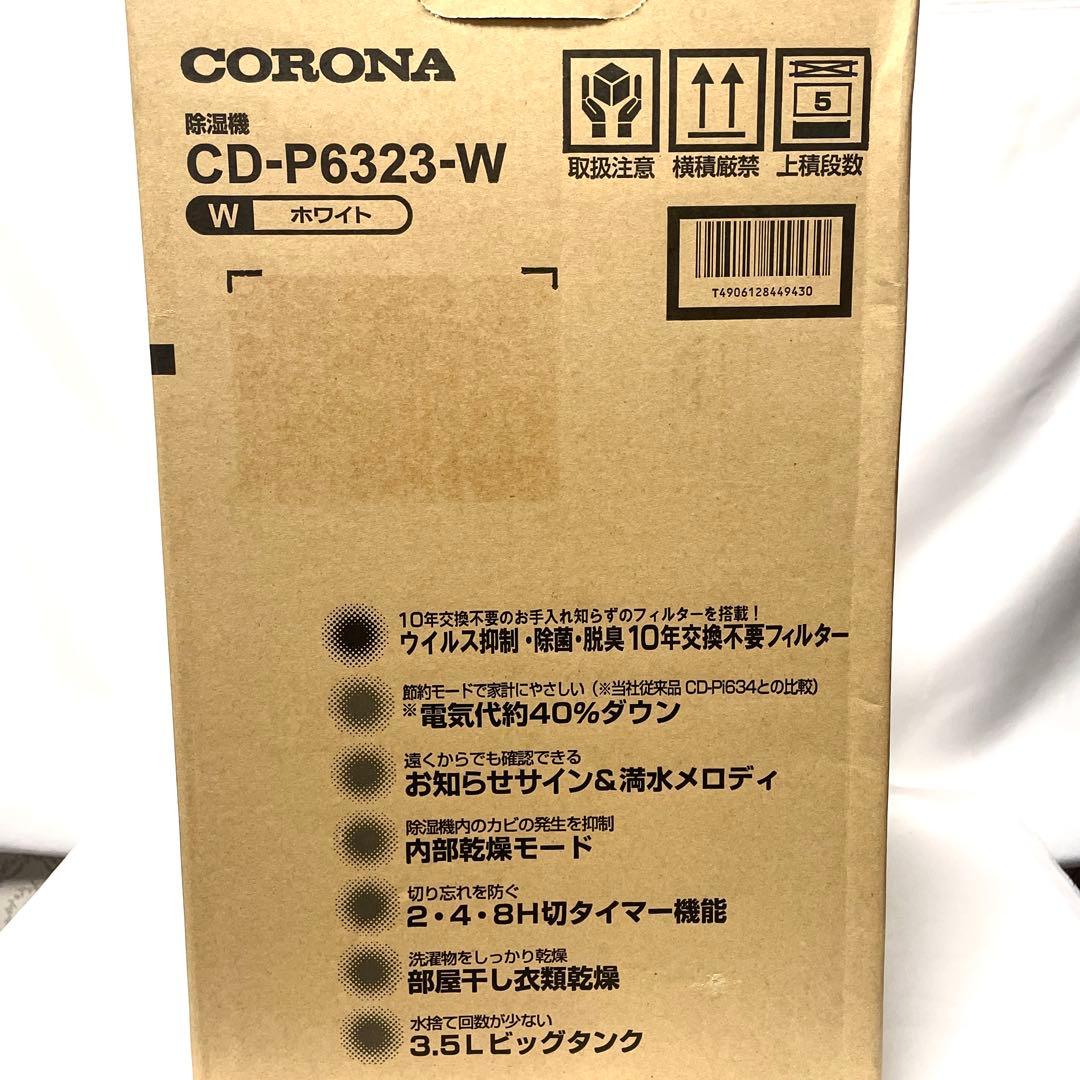 CORONA
除湿機
CD-P6323-W
W ホワイト
5
取扱注意 横積厳禁 上積段数
T4906128449430
10年交換不要のお手入れ知らずのフィルターを搭載！
ウイルス抑制・除菌・脱臭10年交換不要フィルター
節約モードで家計にやさしい（※当社従来品 CD-Pi634との比較）
※電気代約40%ダウン
遠くからでも確認できる
お知らせサイン＆満水メロディ
除湿機内のカビの発生を抑制
内部乾燥モード
切り忘れを防ぐ
2・4・8H切タイマー機能
洗濯物をしっかり乾燥
部屋干し衣類乾燥
水捨て回数が少ない
3.5Lビッグタンク